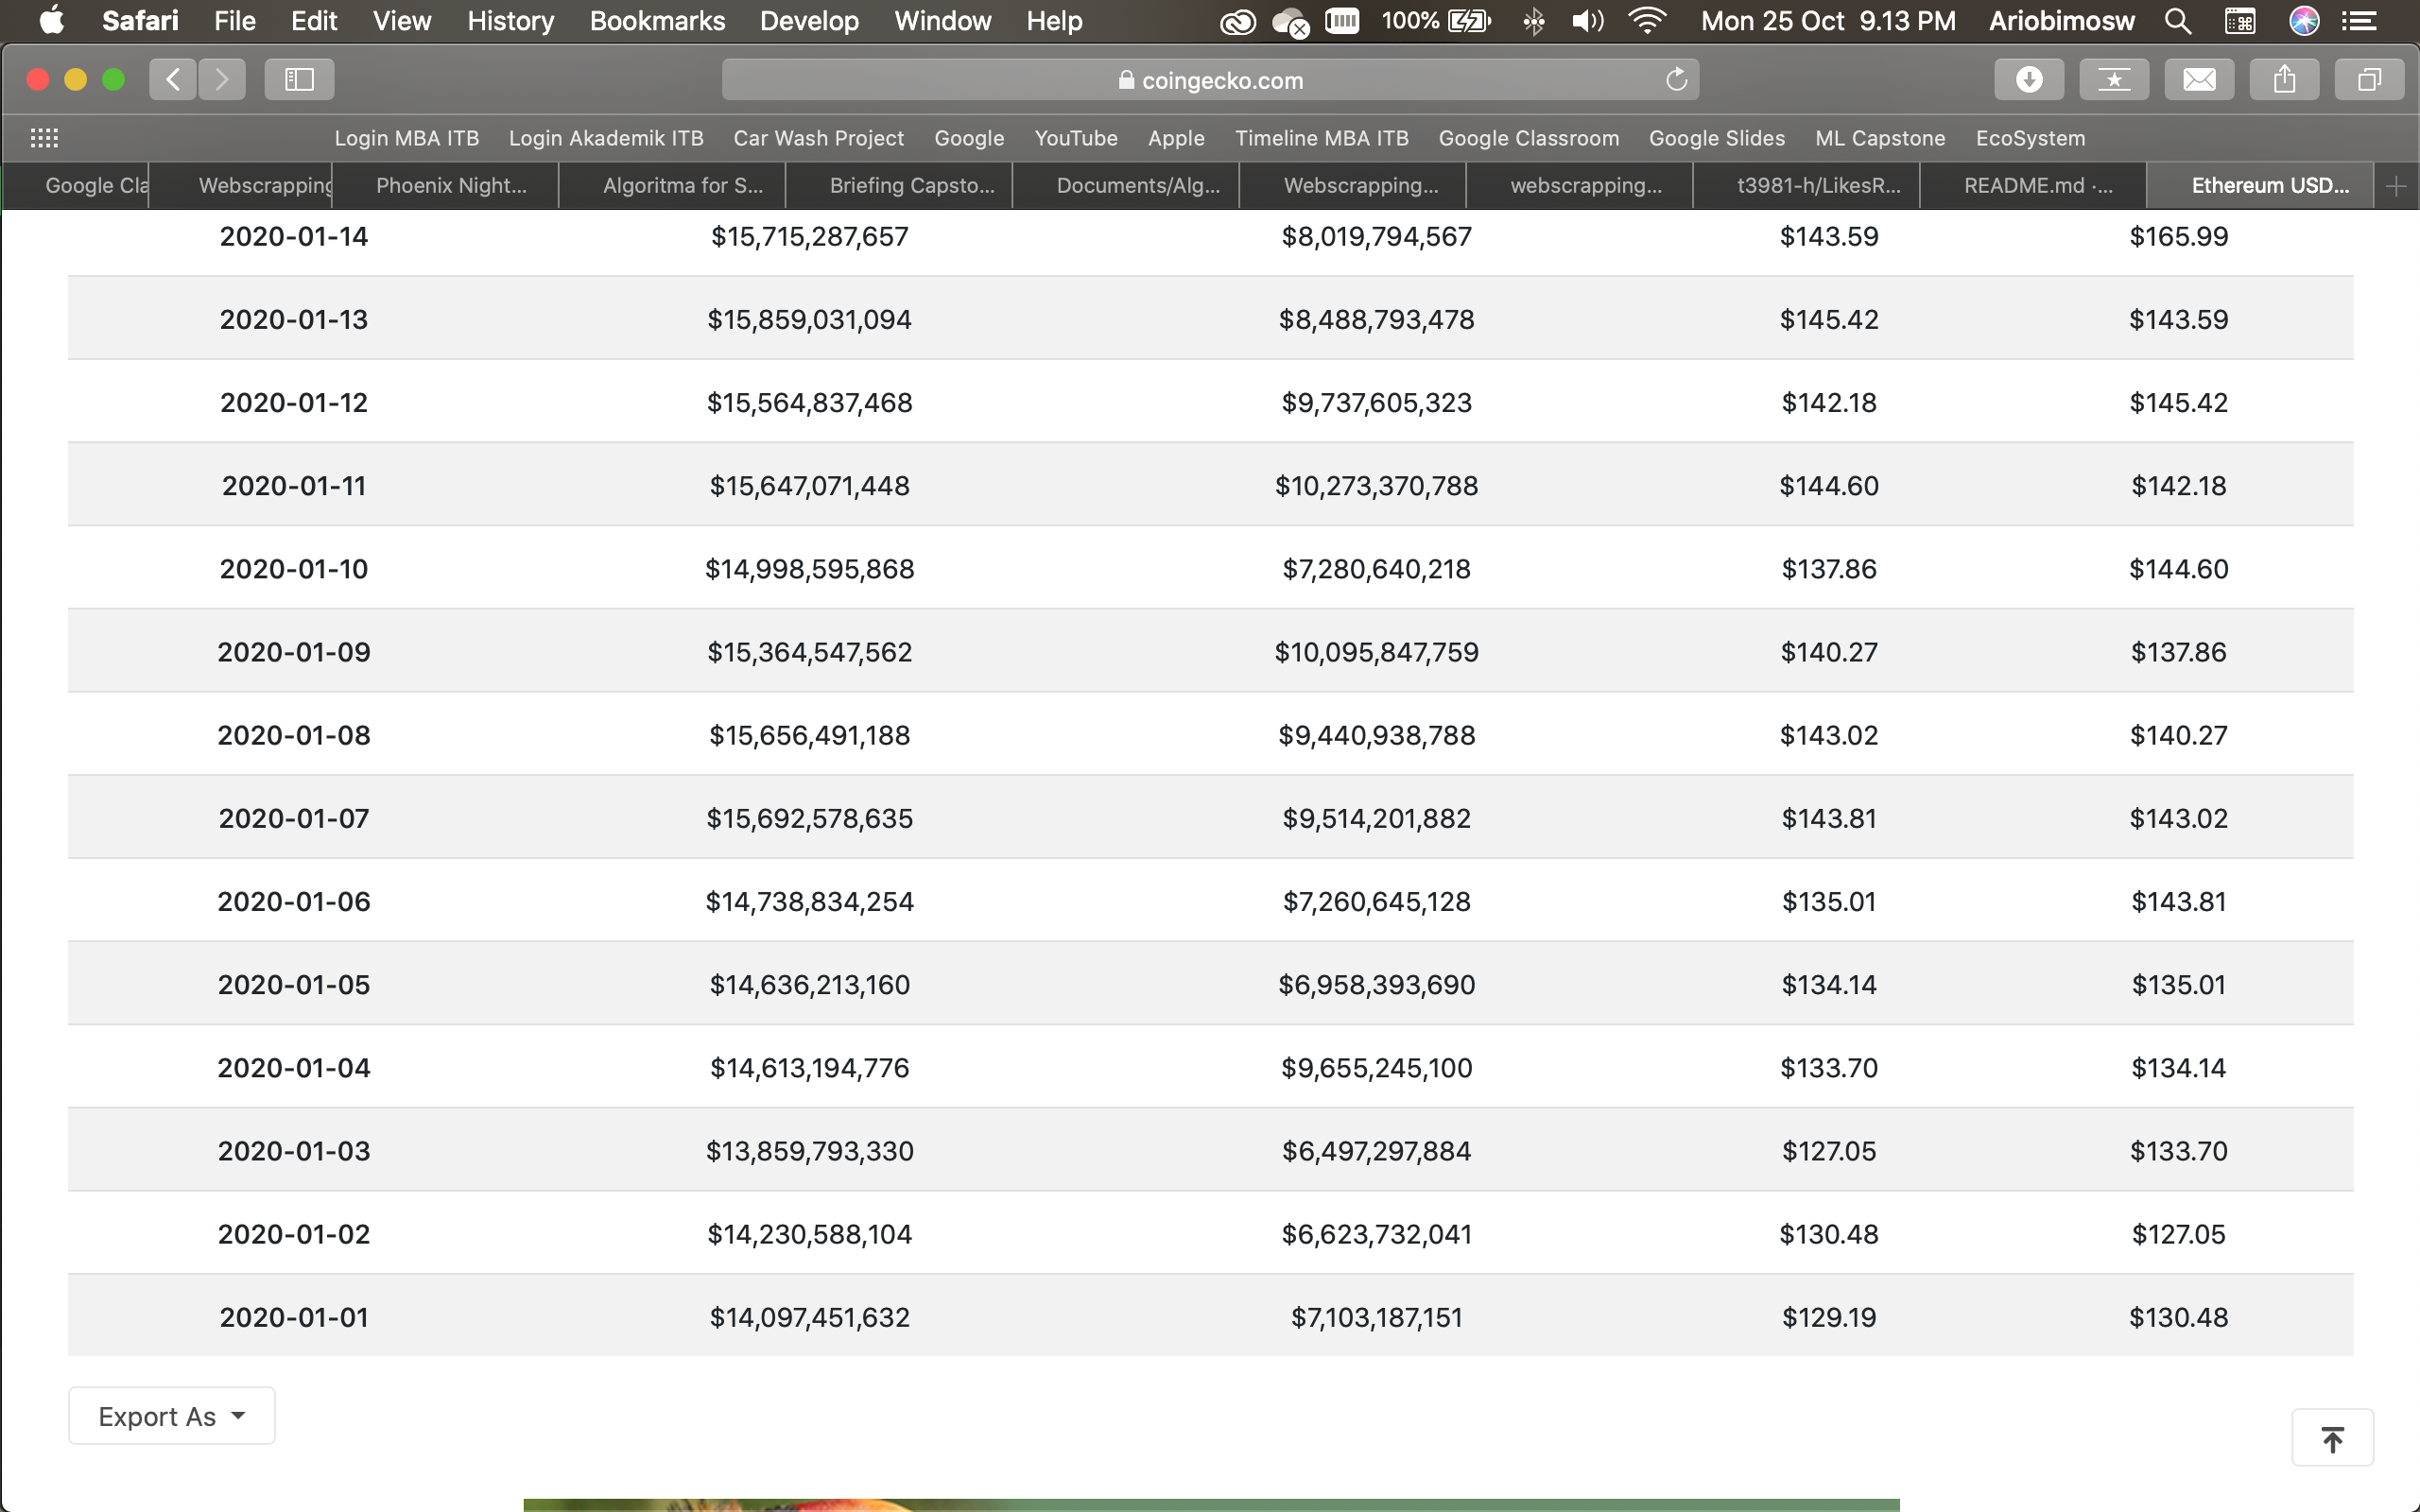 Safari File Edit View History Bookmarks Develop Window Help 100% Mon 25 Oct 9.13 PM Ariobimosw
coingecko.com
Login MBA ITB Login Akademik ITB Car Wash Project Google YouTube Apple Timeline MBA ITB Google Classroom Google Slides ML Capstone EcoSystem
Google Cla Webscrapping Phoenix Night... Algoritma for S... Briefing Capsto... Documents/Alg... Webscrapping... webscrapping... t3981-h/LikesR... README.md ·... Ethereum USD...
2020-01-14 $15,715,287,657 $8,019,794,567 $143.59 $165.99
2020-01-13 $15,859,031,094 $8,488,793,478 $145.42 $143.59
2020-01-12 $15,564,837,468 $9,737,605,323 $142.18 $145.42
2020-01-11 $15,647,071,448 $10,273,370,788 $144.60 $142.18
2020-01-10 $14,998,595,868 $7,280,640,218 $137.86 $144.60
2020-01-09 $15,364,547,562 $10,095,847,759 $140.27 $137.86
2020-01-08 $15,656,491,188 $9,440,938,788 $143.02 $140.27
2020-01-07 $15,692,578,635 $9,514,201,882 $143.81 $143.02
2020-01-06 $14,738,834,254 $7,260,645,128 $135.01 $143.81
2020-01-05 $14,636,213,160 $6,958,393,690 $134.14 $135.01
2020-01-04 $14,613,194,776 $9,655,245,100 $133.70 $134.14
2020-01-03 $13,859,793,330 $6,497,297,884 $127.05 $133.70
2020-01-02 $14,230,588,104 $6,623,732,041 $130.48 $127.05
2020-01-01 $14,097,451,632 $7,103,187,151 $129.19 $130.48
Export As